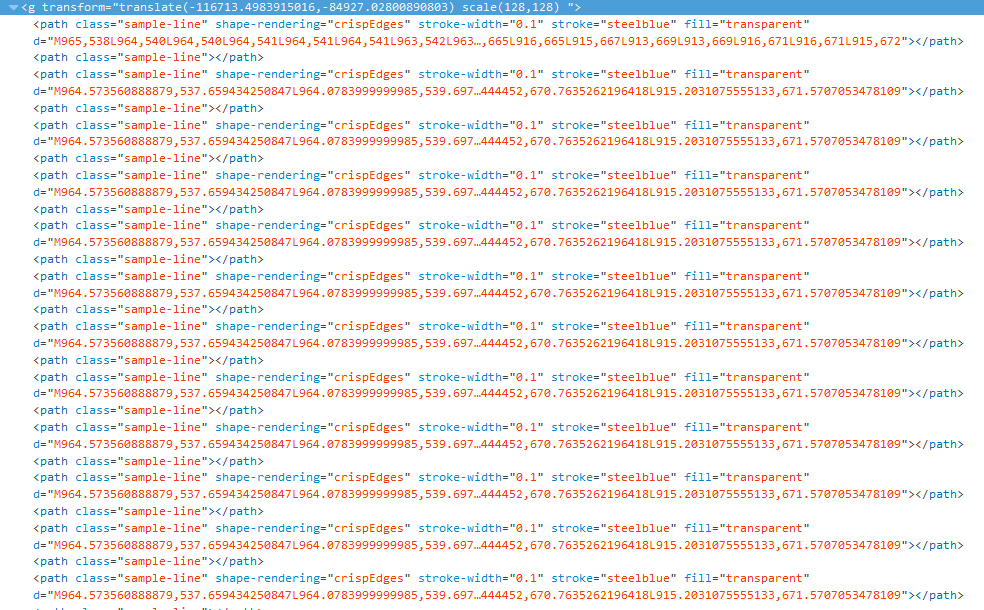 <g transform="translate(-116713.4983915016,-84927.02800890803) scale(128,128) ">
<path class="sample-line" shape-rendering="crispEdges" stroke-width="0.1" stroke="steelblue" fill="transparent"
d="M965,538L964,540L964,540L964,541L964,541L964,541L963,542L963…,665L916,665L915,667L913,669L913,669L916,671L916,671L915,672"></path>
<path class="sample-line"></path>
<path class="sample-line" shape-rendering="crispEdges" stroke-width="0.1" stroke="steelblue" fill="transparent"
d="M964.573560888879,537.659434250847L964.0783999999985,539.697…444452,670.7635262196418L915.2031075555133,671.5707053478109"></path>
<path class="sample-line"></path>
<path class="sample-line" shape-rendering="crispEdges" stroke-width="0.1" stroke="steelblue" fill="transparent"
d="M964.573560888879,537.659434250847L964.0783999999985,539.697…444452,670.7635262196418L915.2031075555133,671.5707053478109"></path>
<path class="sample-line"></path>
<path class="sample-line" shape-rendering="crispEdges" stroke-width="0.1" stroke="steelblue" fill="transparent"
d="M964.573560888879,537.659434250847L964.0783999999985,539.697…444452,670.7635262196418L915.2031075555133,671.5707053478109"></path>
<path class="sample-line"></path>
<path class="sample-line" shape-rendering="crispEdges" stroke-width="0.1" stroke="steelblue" fill="transparent"
d="M964.573560888879,537.659434250847L964.0783999999985,539.697…444452,670.7635262196418L915.2031075555133,671.5707053478109"></path>
<path class="sample-line"></path>
<path class="sample-line" shape-rendering="crispEdges" stroke-width="0.1" stroke="steelblue" fill="transparent"
d="M964.573560888879,537.659434250847L964.0783999999985,539.697…444452,670.7635262196418L915.2031075555133,671.5707053478109"></path>
<path class="sample-line"></path>
<path class="sample-line" shape-rendering="crispEdges" stroke-width="0.1" stroke="steelblue" fill="transparent"
d="M964.573560888879,537.659434250847L964.0783999999985,539.697…444452,670.7635262196418L915.2031075555133,671.5707053478109"></path>
<path class="sample-line"></path>
<path class="sample-line" shape-rendering="crispEdges" stroke-width="0.1" stroke="steelblue" fill="transparent"
d="M964.573560888879,537.659434250847L964.0783999999985,539.697…444452,670.7635262196418L915.2031075555133,671.5707053478109"></path>
<path class="sample-line"></path>
<path class="sample-line" shape-rendering="crispEdges" stroke-width="0.1" stroke="steelblue" fill="transparent"
d="M964.573560888879,537.659434250847L964.0783999999985,539.697…444452,670.7635262196418L915.2031075555133,671.5707053478109"></path>
<path class="sample-line"></path>
<path class="sample-line" shape-rendering="crispEdges" stroke-width="0.1" stroke="steelblue" fill="transparent"
d="M964.573560888879,537.659434250847L964.0783999999985,539.697…444452,670.7635262196418L915.2031075555133,671.5707053478109"></path>
<path class="sample-line"></path>
<path class="sample-line" shape-rendering="crispEdges" stroke-width="0.1" stroke="steelblue" fill="transparent"
d="M964.573560888879,537.659434250847L964.0783999999985,539.697…444452,670.7635262196418L915.2031075555133,671.5707053478109"></path>
<path class="sample-line"></path>
<path class="sample-line" shape-rendering="crispEdges" stroke-width="0.1" stroke="steelblue" fill="transparent"
d="M964.573560888879,537.659434250847L964.0783999999985,539.697…444452,670.7635262196418L915.2031075555133,671.5707053478109"></path>